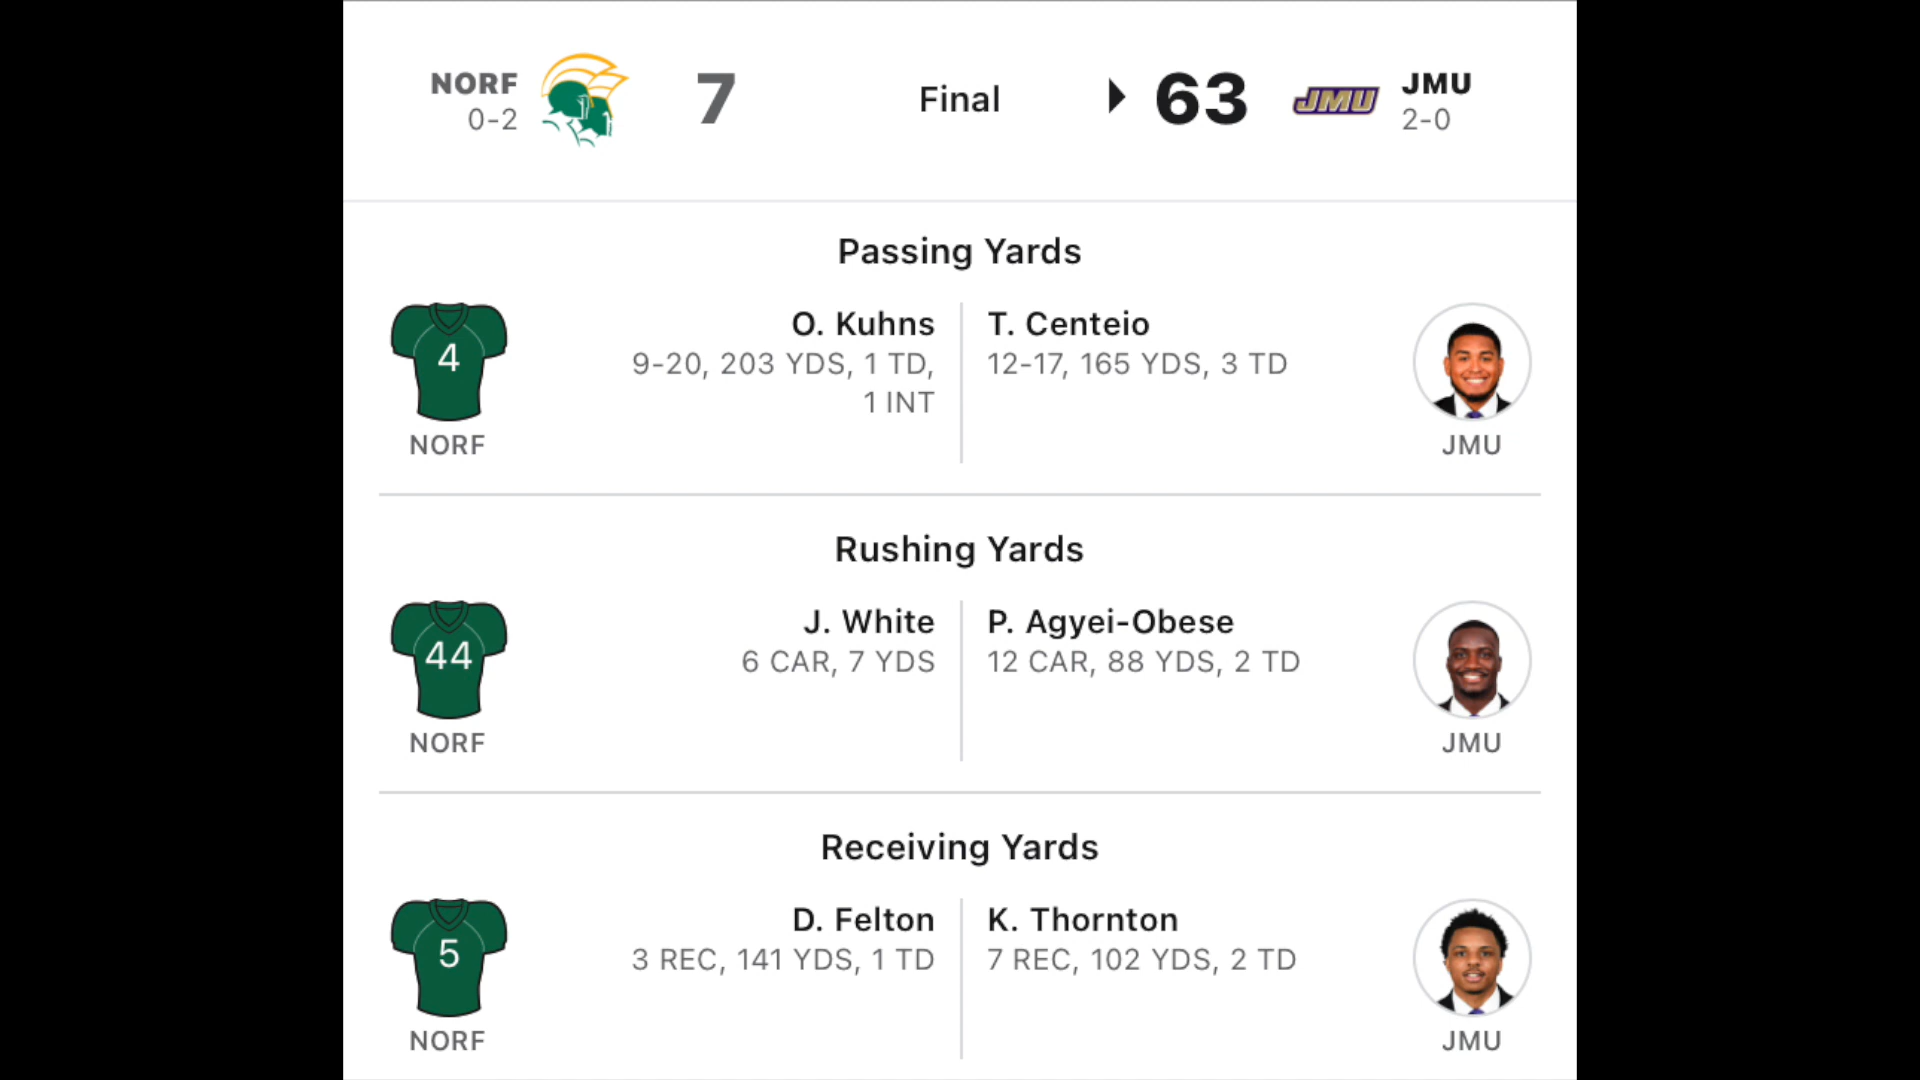 NORF
0-2
7
Final
63
JMU
JMU
2-0
Passing Yards
4
NORF
O. Kuhns
9-20, 203 YDS, 1 TD,
1 INT
T. Centeio
12-17, 165 YDS, 3 TD
JMU
Rushing Yards
44
NORF
J. White
6 CAR, 7 YDS
P. Agyei-Obese
12 CAR, 88 YDS, 2 TD
JMU
Receiving Yards
5
NORF
D. Felton
3 REC, 141 YDS, 1 TD
K. Thornton
7 REC, 102 YDS, 2 TD
JMU